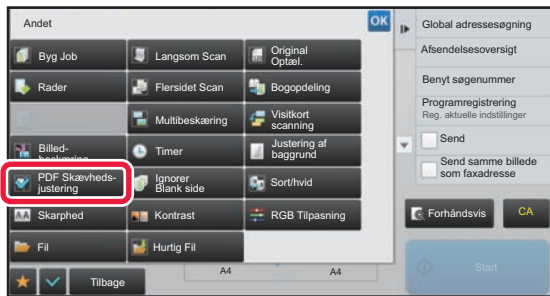 Andet
OK
Byg Job
Langsom Scan
Original
Optæl.
Rader
Flersidet Scan
Bogopdeling
Multibeskæring
Visitkort
scanning
Billed-
beskæring
Timer
Justering af
baggrund
PDF Skævheds-
justering
Ignorer
Blank side
Sort/hvid
Skarphed
Kontrast
RGB Tilpasning
Fil
Hurtig Fil
Tilbage
A4
A4
Global adressesøgning
Afsendelsesoversigt
Benyt søgenummer
Programregistrering
Reg. aktuelle indstillinger
Send
Send samme billede
som faxadresse
Forhåndsvis
CA
Start